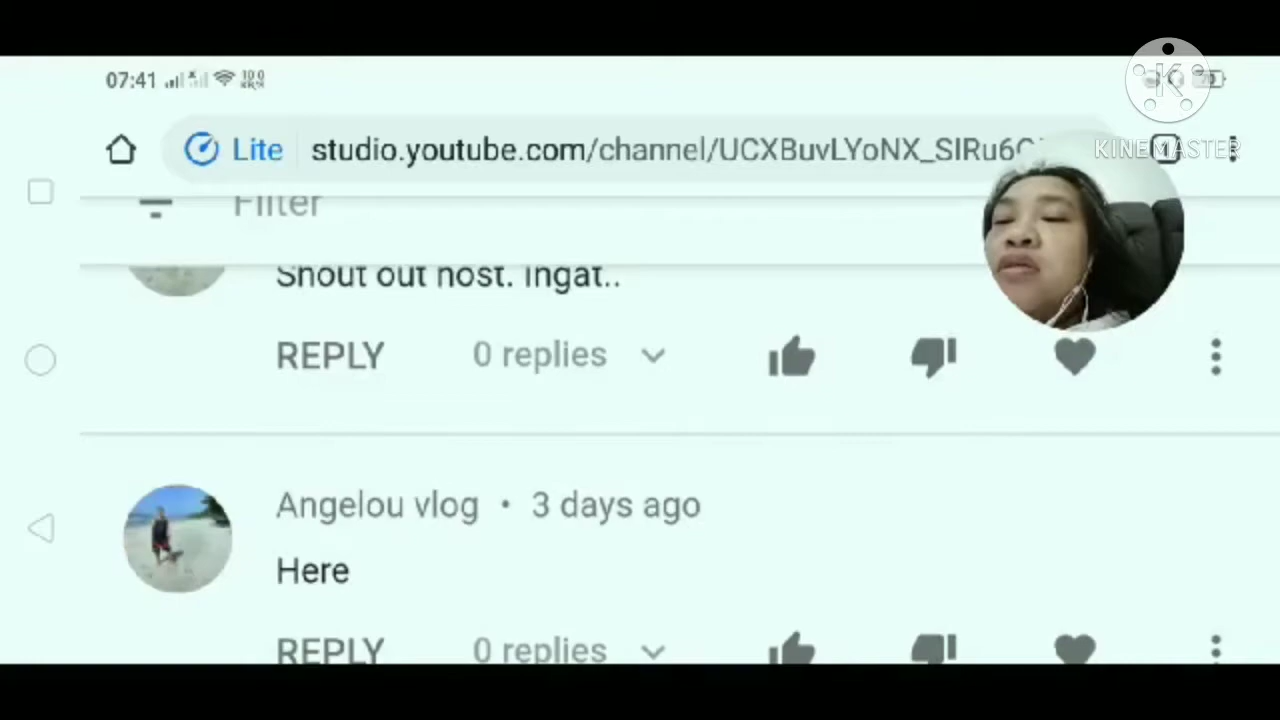 07:41
Lite studio.youtube.com/channel/UCXBuvLYoNX_SIRu6
KINEMASTER
Filter
Shout out host. Ingat..
REPLY 0 replies
Angelou vlog • 3 days ago
Here
REPLY 0 replies